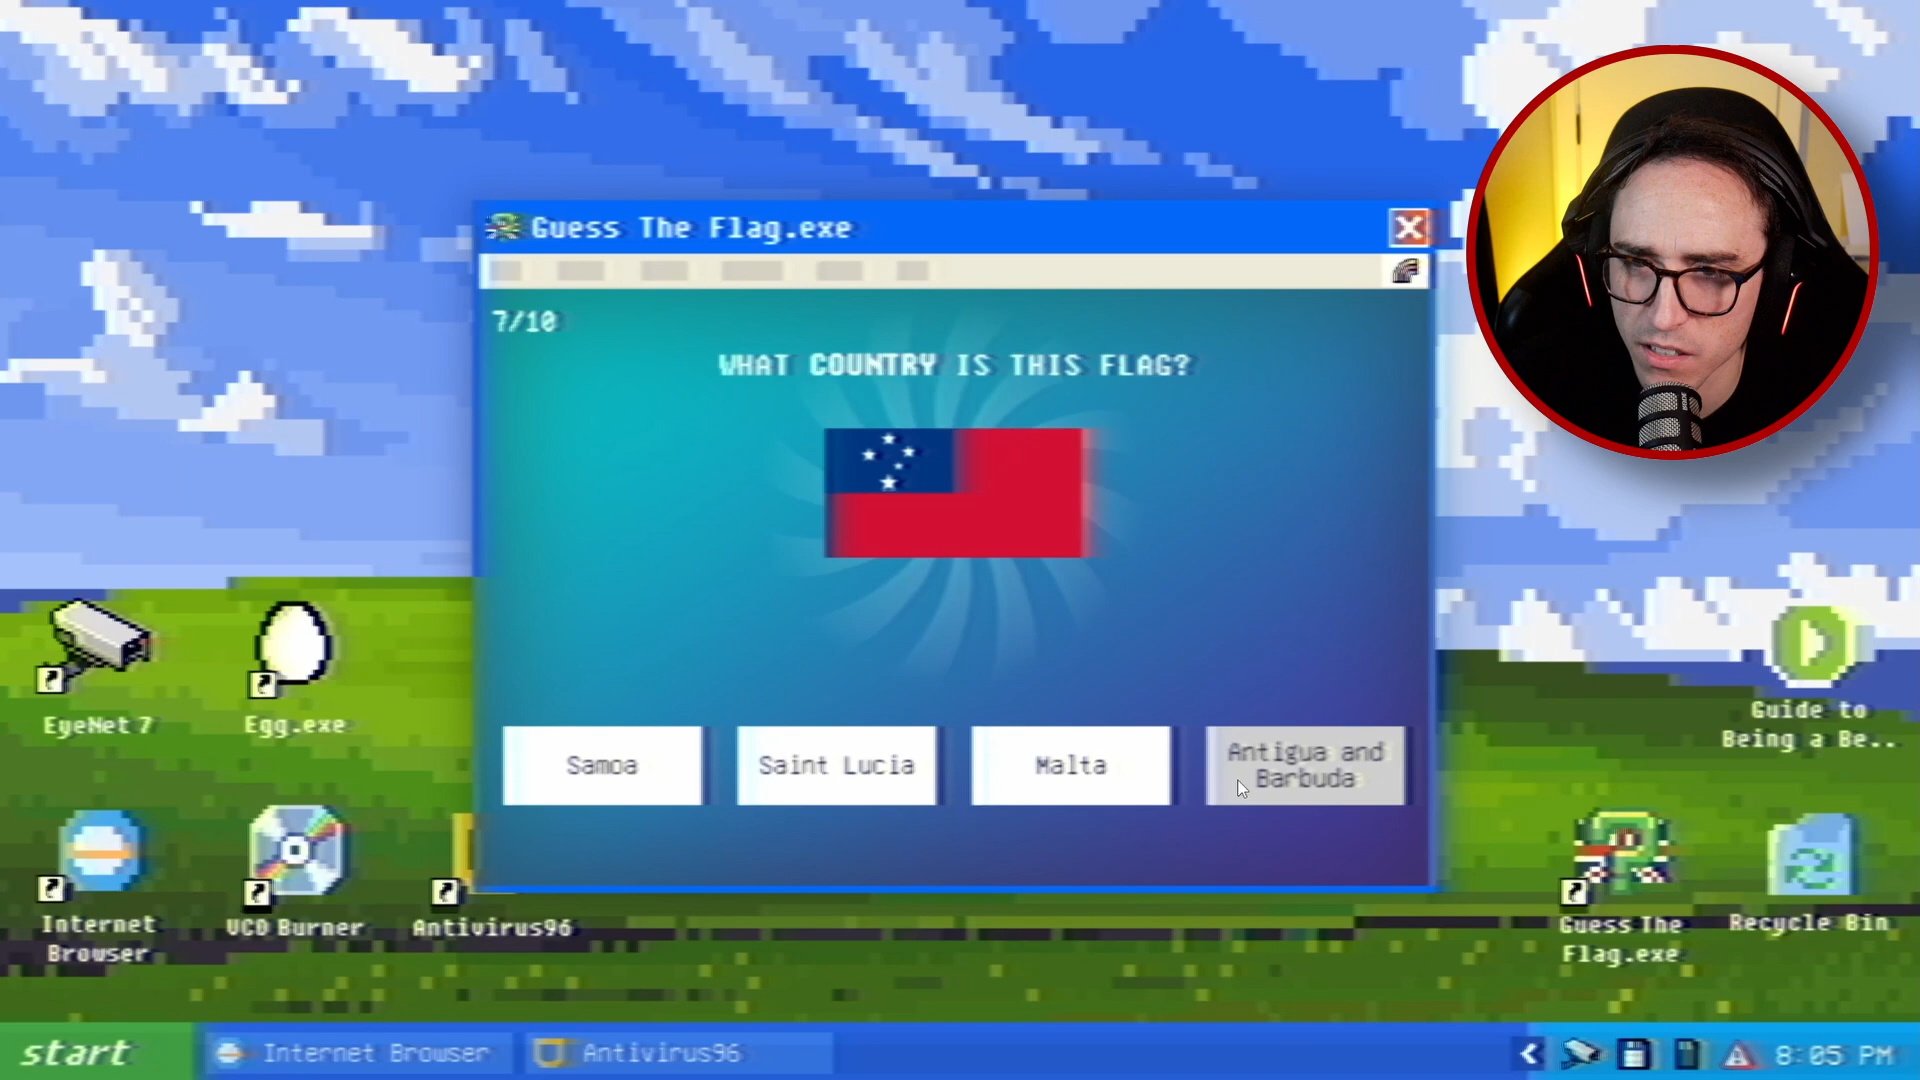 Guess The Flag.exe
7/10
WHAT COUNTRY IS THIS FLAG?
Samoa
Saint Lucia
Malta
Antigua and
Barbuda
EyeNet 7
Egg.exe
Guide to
Being a Be..
Internet
Browser
VCD Burner
Antivirus96
Guess The
Flag.exe
Recycle Bin
start
Internet Browser
Antivirus96
8:05 PM